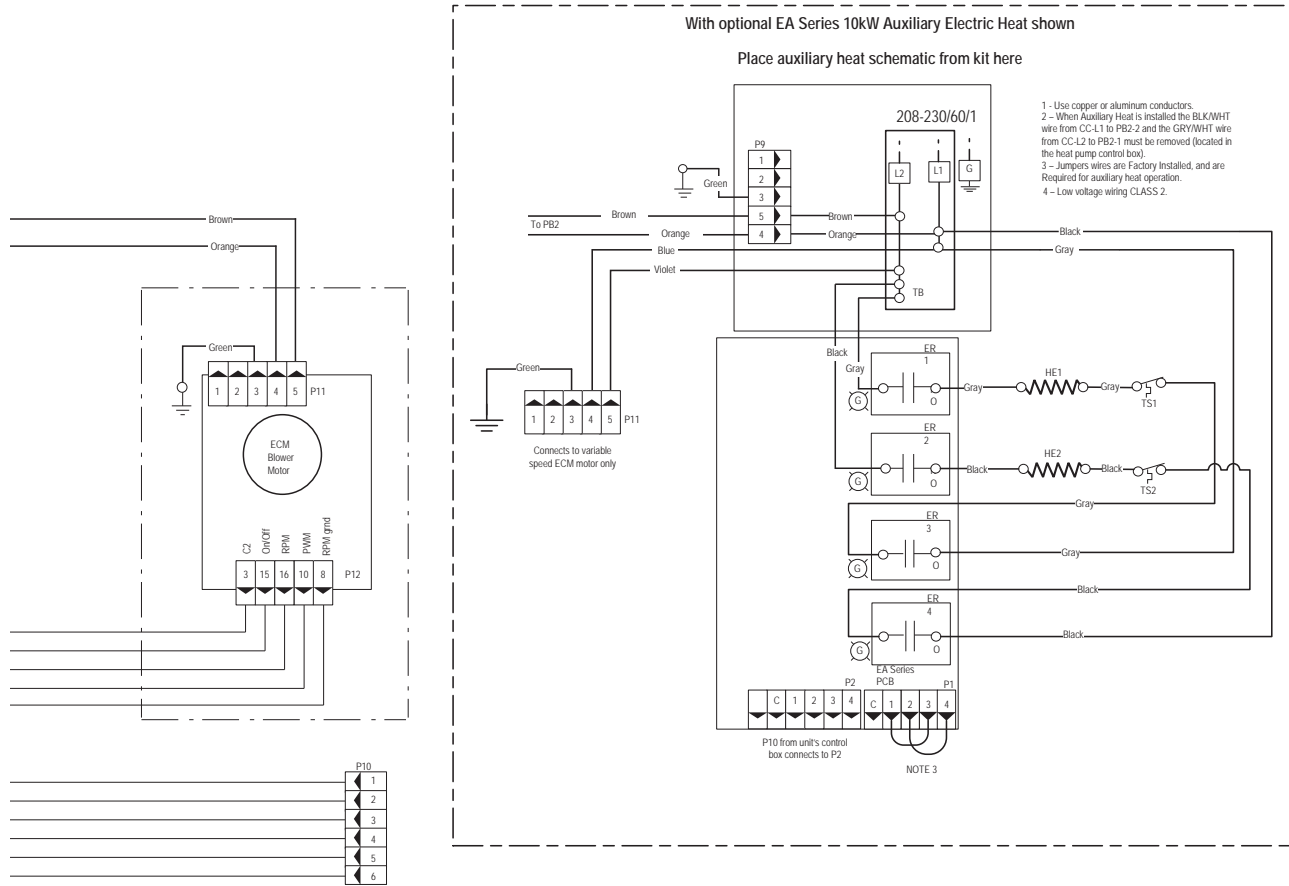 With optional EA Series 10kW Auxiliary Electric Heat shown
Place auxiliary heat schematic from kit here
208-230/60/1
1 - Use copper or aluminum conductors.
2 – When Auxiliary Heat is installed the BLK/WHT
wire from CC-L1 to PB2-2 and the GRY/WHT wire
from CC-L2 to PB2-1 must be removed (located in
the heat pump control box).
3 – Jumpers wires are Factory Installed, and are
Required for auxiliary heat operation.
4 – Low voltage wiring CLASS 2.
P9
1
2
3
5
4
L2
L1
G
Green
To PB2
Brown
Brown
Orange
Orange
Blue
Violet
TB
Black
Gray
Brown
Orange
Green
1
2
3
4
5
P11
ECM
Blower
Motor
C2
On/Off
RPM
PWM
RPM grnd
3
15
16
10
8
P12
Green
1
2
3
4
5
P11
Connects to variable
speed ECM motor only
Black
Gray
ER
1
G
O
Gray
HE1
Gray
TS1
ER
2
G
O
Black
HE2
Black
TS2
Gray
ER
3
G
O
Gray
Black
ER
4
G
O
Black
EA Series
PCB
P2
C
1
2
3
4
P1
C
1
2
3
4
P10 from unit's control
box connects to P2
NOTE 3
P10
1
2
3
4
5
6